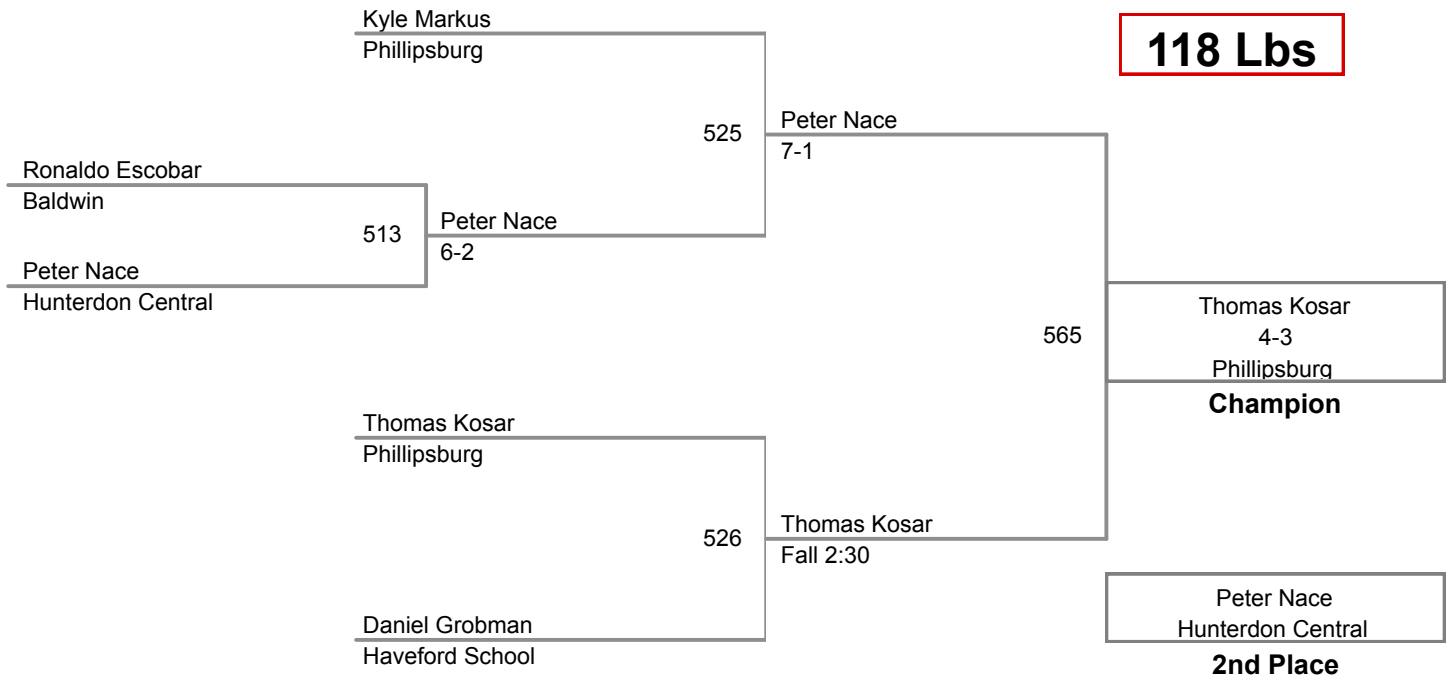 Kyle Markus
Phillipsburg
118 Lbs
525
Peter Nace
7-1
Ronaldo Escobar
Baldwin
513
Peter Nace
6-2
Peter Nace
Hunterdon Central
565
Thomas Kosar
4-3
Phillipsburg
Champion
Thomas Kosar
Phillipsburg
526
Thomas Kosar
Fall 2:30
Daniel Grobman
Haveford School
Peter Nace
Hunterdon Central
2nd Place